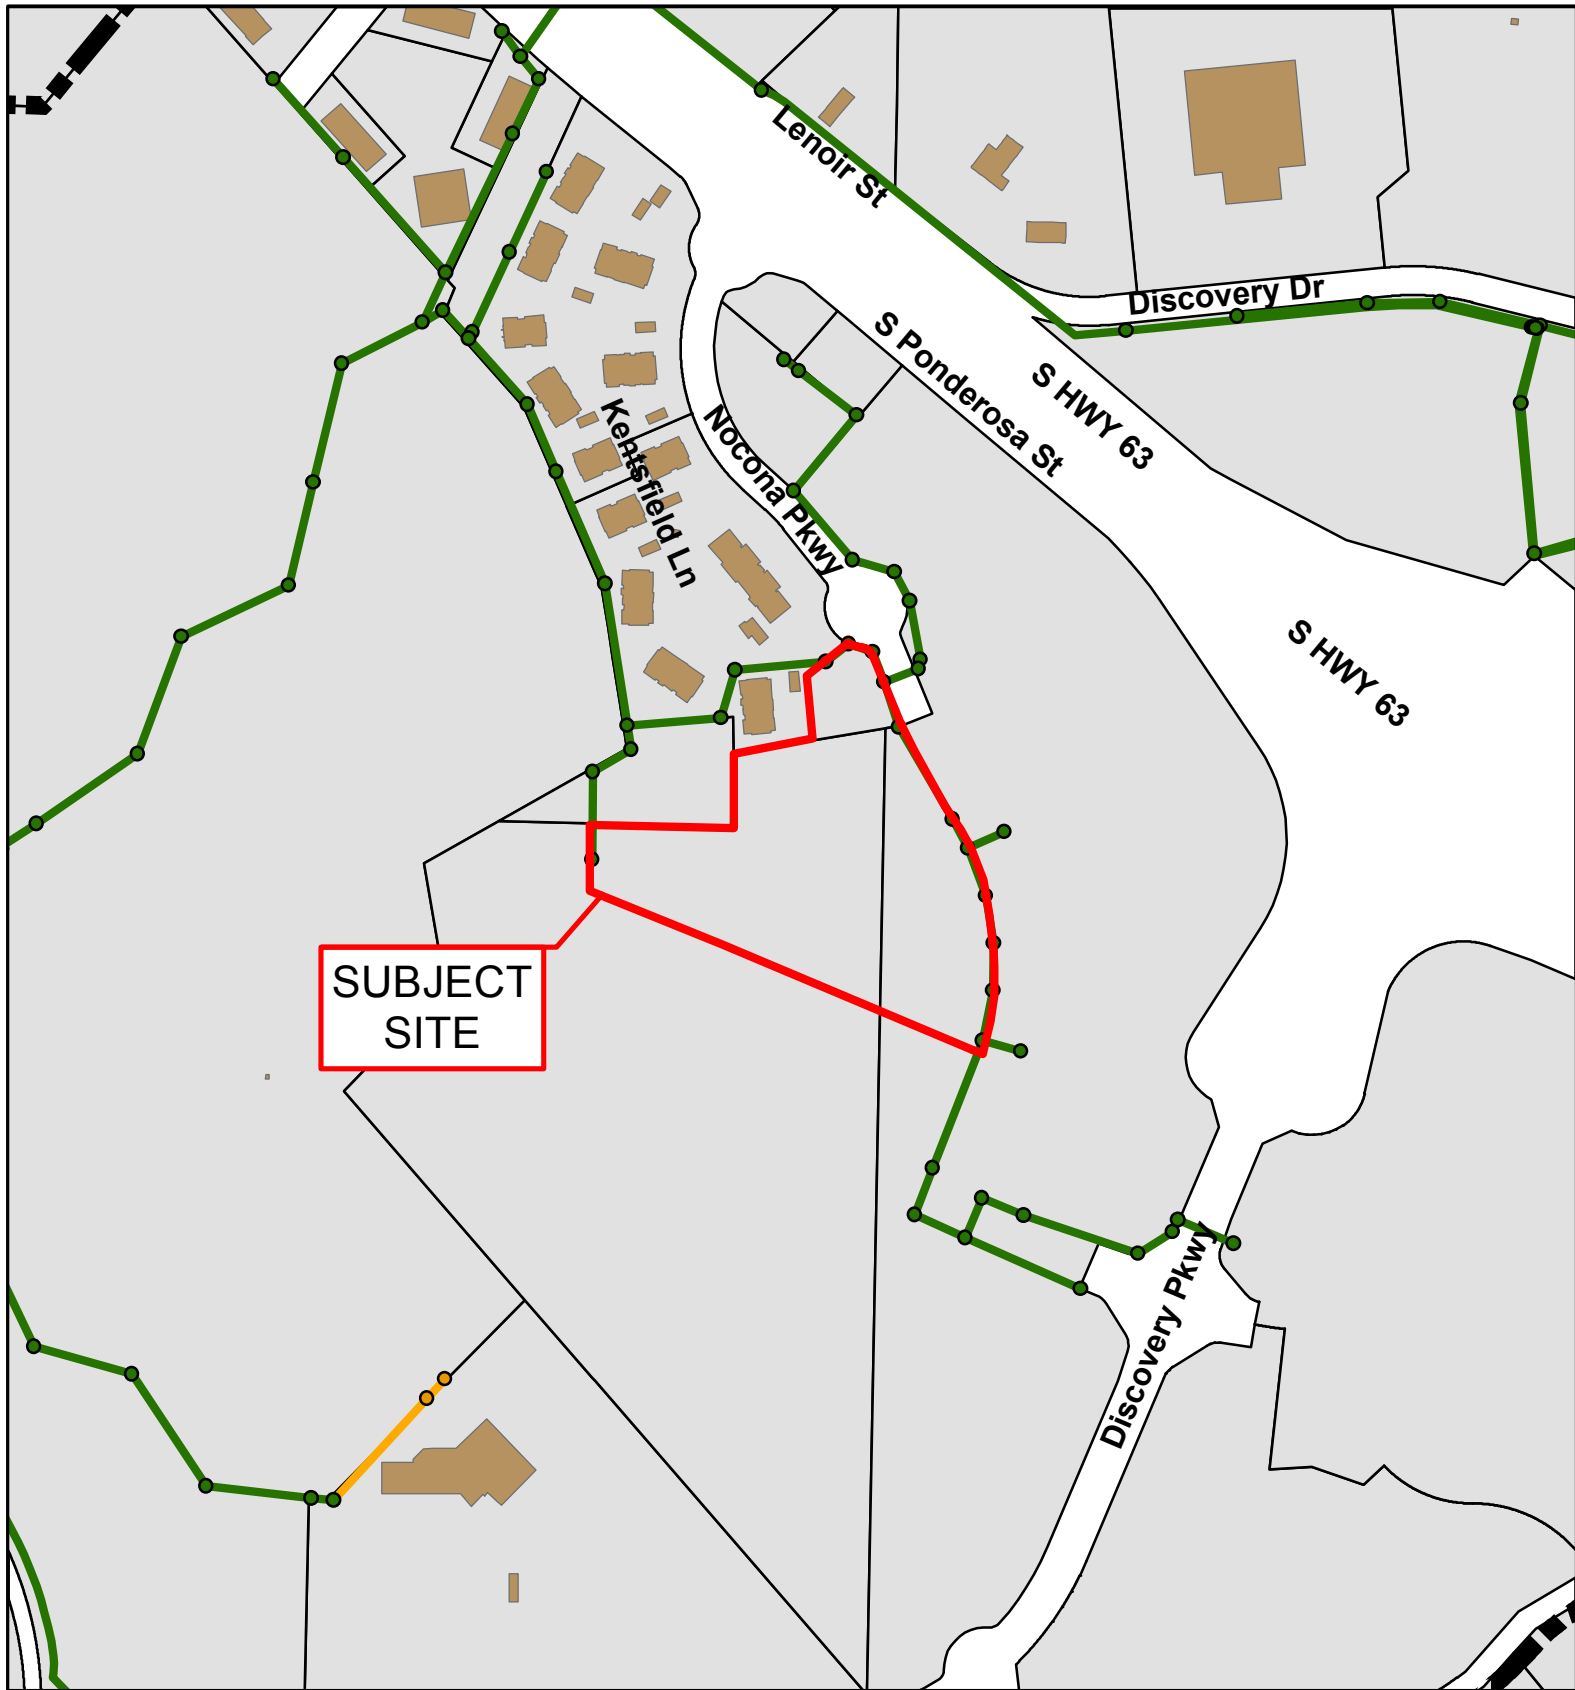 Lenoir St
Discovery Dr
S Ponderosa St
S HWY 63
Kentsfield Ln
Nocona Pkwy
S HWY 63
SUBJECT
SITE
Discovery Pkwy